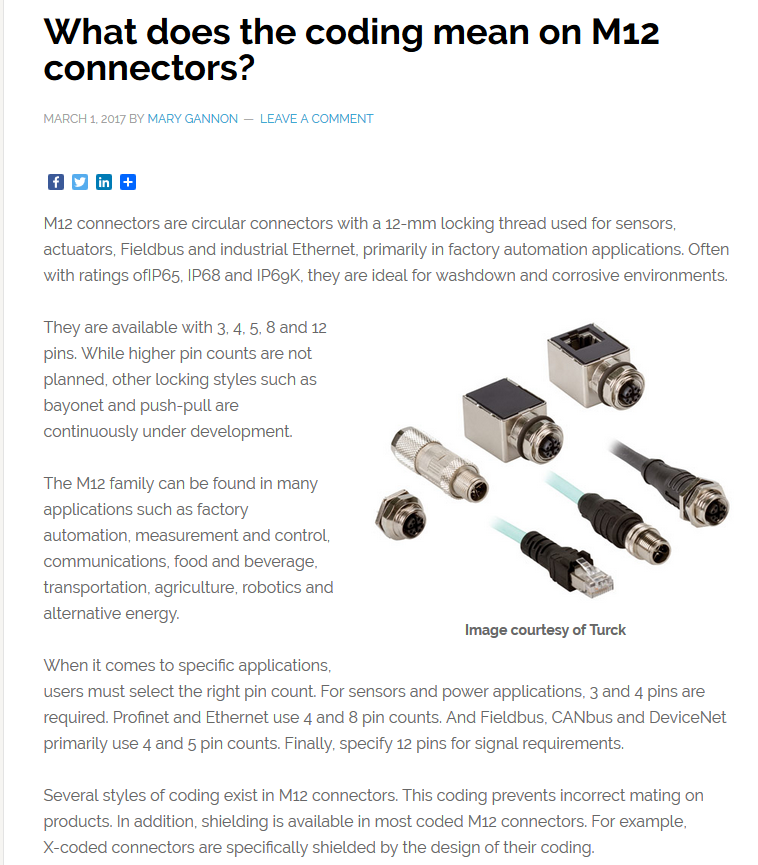 What does the coding mean on M12
connectors?
MARCH 1, 2017 BY MARY GANNON — LEAVE A COMMENT
M12 connectors are circular connectors with a 12-mm locking thread used for sensors,
actuators, Fieldbus and industrial Ethernet, primarily in factory automation applications. Often
with ratings ofIP65, IP68 and IP69K, they are ideal for washdown and corrosive environments.
They are available with 3, 4, 5, 8 and 12
pins. While higher pin counts are not
planned, other locking styles such as
bayonet and push-pull are
continuously under development.
The M12 family can be found in many
applications such as factory
automation, measurement and control,
communications, food and beverage,
transportation, agriculture, robotics and
alternative energy.
Image courtesy of Turck
When it comes to specific applications,
users must select the right pin count. For sensors and power applications, 3 and 4 pins are
required. Profinet and Ethernet use 4 and 8 pin counts. And Fieldbus, CANbus and DeviceNet
primarily use 4 and 5 pin counts. Finally, specify 12 pins for signal requirements.
Several styles of coding exist in M12 connectors. This coding prevents incorrect mating on
products. In addition, shielding is available in most coded M12 connectors. For example,
X-coded connectors are specifically shielded by the design of their coding.